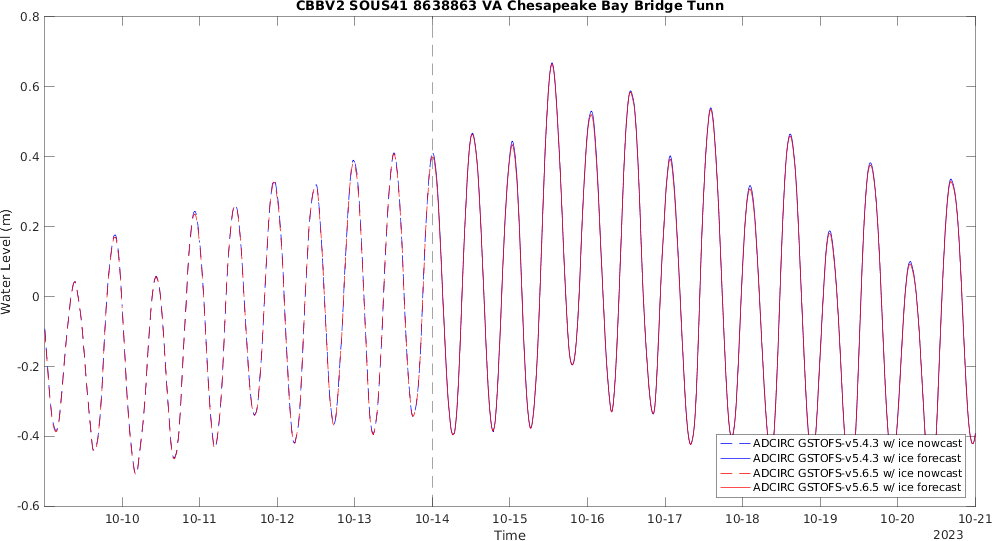 CBBV2 SOUS41 8638863 VA Chesapeake Bay Bridge Tunn
0.8
0.6
0.4
0.2
0
-0.2
-0.4
-0.6
Water Level (m)
ADCIRC GSTOFS-v5.4.3 w/ ice nowcast
ADCIRC GSTOFS-v5.4.3 w/ ice forecast
ADCIRC GSTOFS-v5.6.5 w/ ice nowcast
ADCIRC GSTOFS-v5.6.5 w/ ice forecast
10-10 10-11 10-12 10-13 10-14 10-15 10-16 10-17 10-18 10-19 10-20 10-21
Time
2023